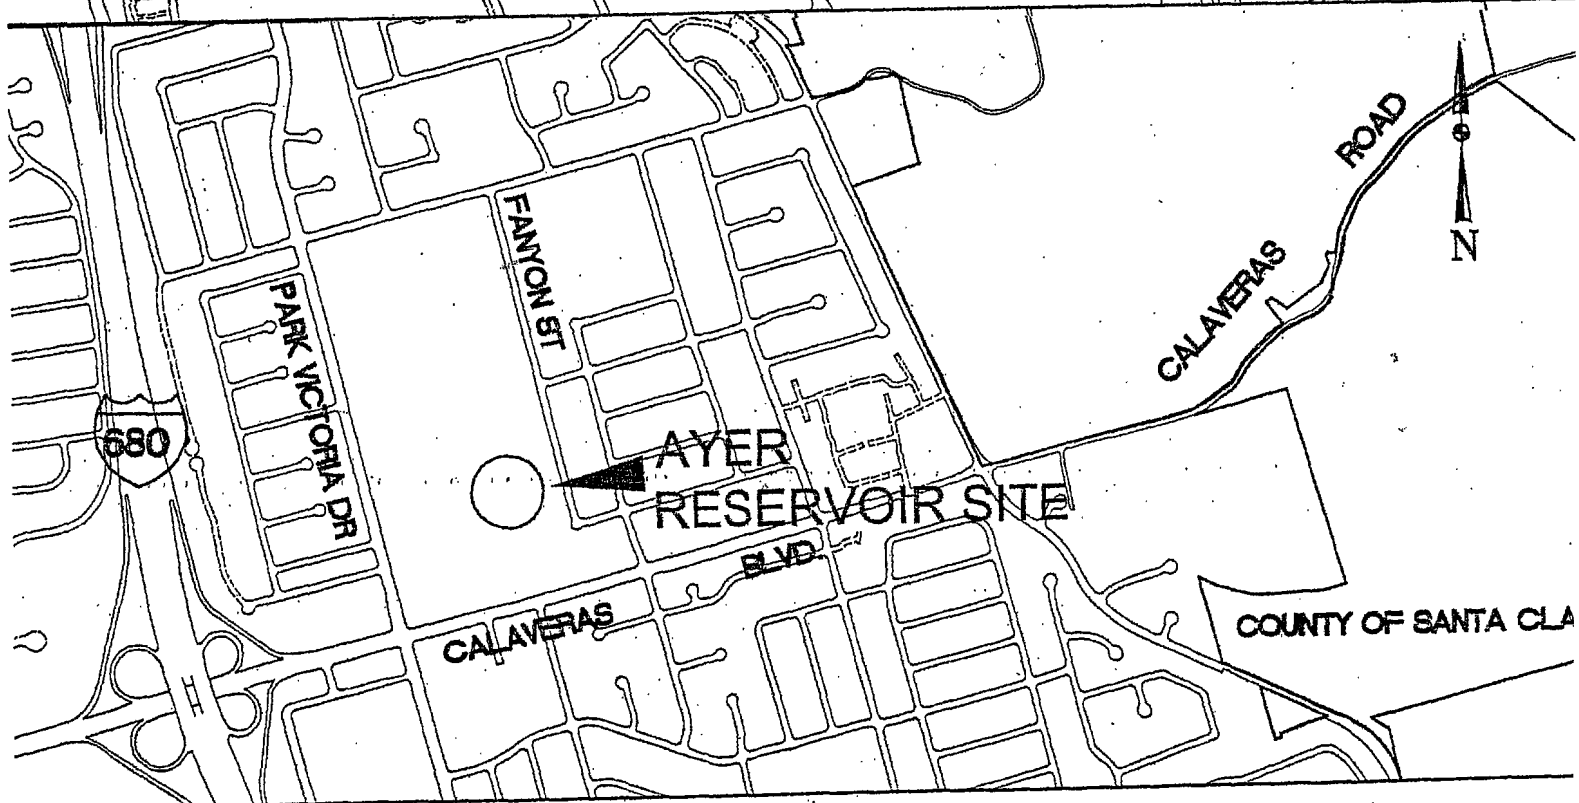 ROAD
CALAVERAS
N
FANYON ST
PARK VICTORIA DR
680
AYER
RESERVOIR SITE
BLVD.
CALAVERAS
COUNTY OF SANTA CLA